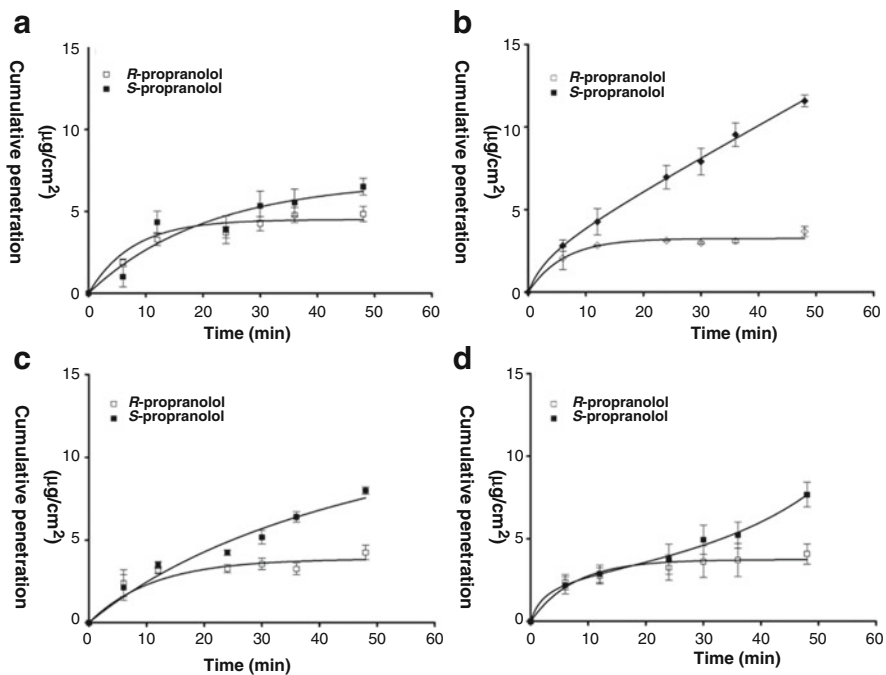 a
15
10
5
0
Cumulative penetration
(µg/cm2)
R-propranolol
S-propranolol
0 10 20 30 40 50 60
Time (min)
b
15
10
5
0
Cumulative penetration
(µg/cm2)
R-propranolol
S-propranolol
0 10 20 30 40 50 60
Time (min)
c
15
10
5
0
Cumulative penetration
(µg/cm2)
R-propranolol
S-propranolol
0 10 20 30 40 50 60
Time (min)
d
15
10
5
0
Cumulative penetration
(µg/cm2)
R-propranolol
S-propranolol
0 10 20 30 40 50 60
Time (min)